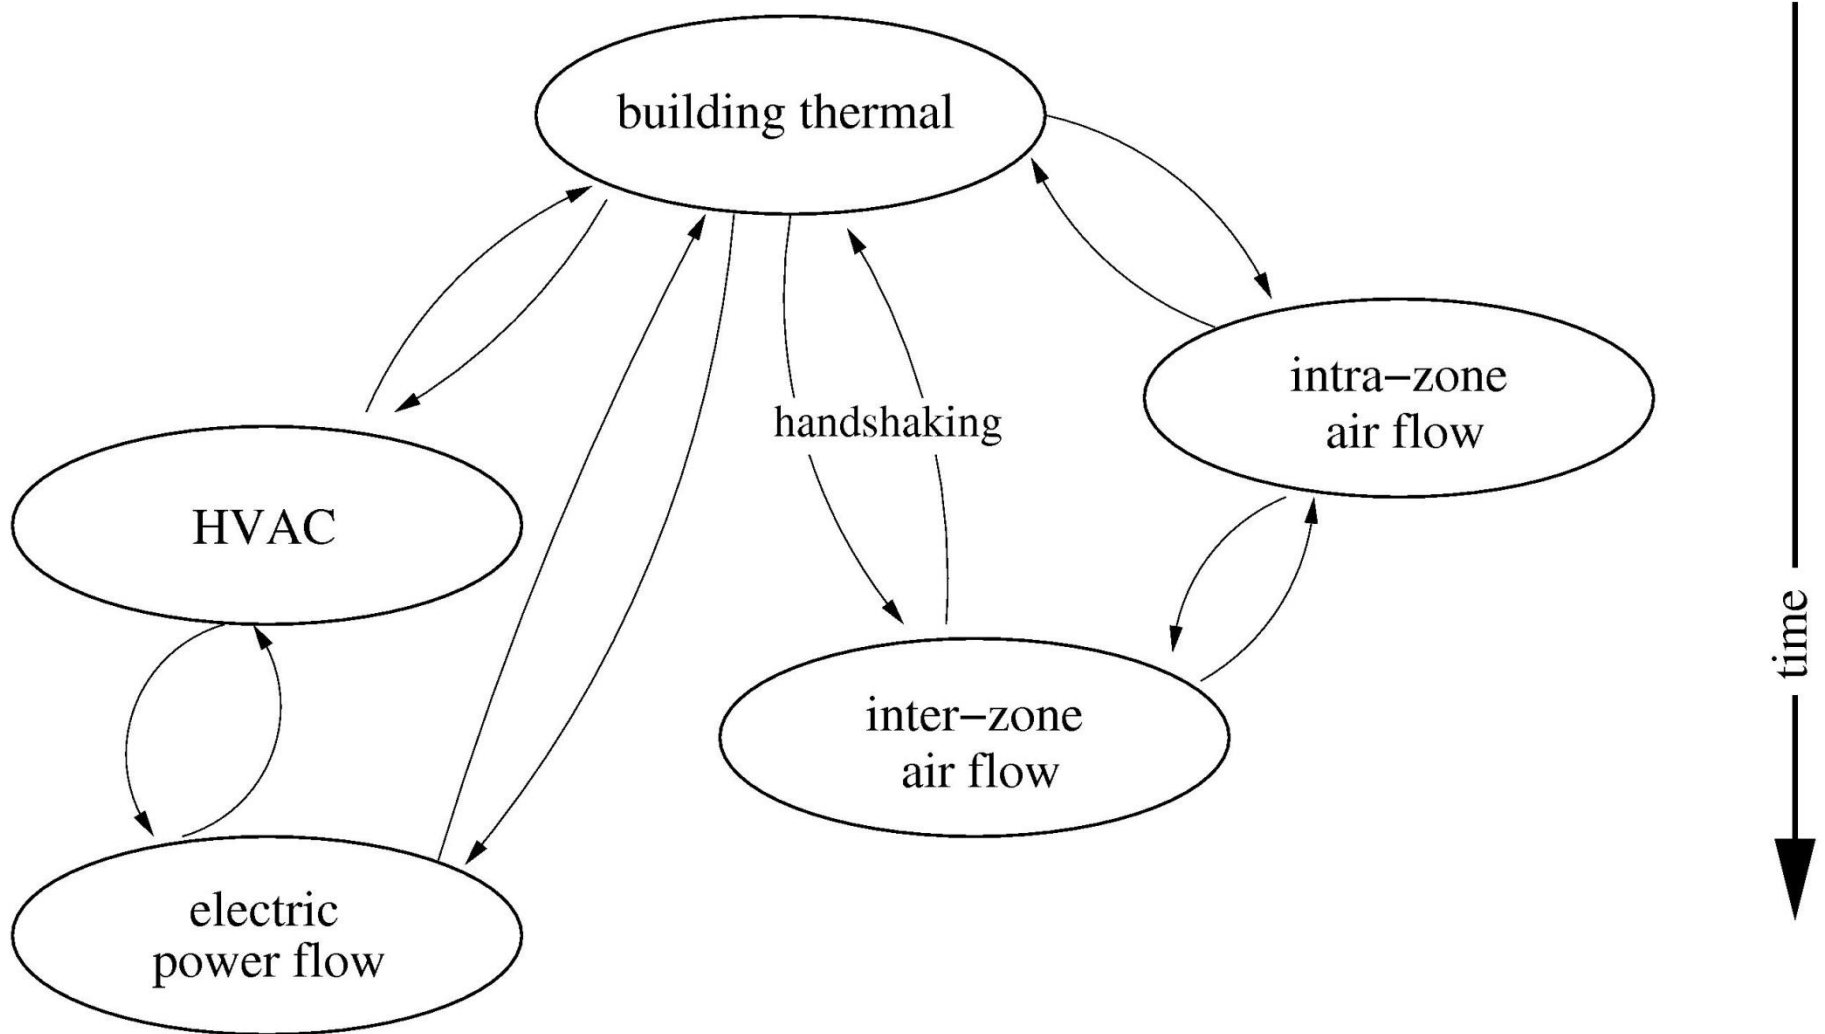 building thermal
intra−zone
air flow
handshaking
HVAC
time
inter−zone
air flow
electric
power flow